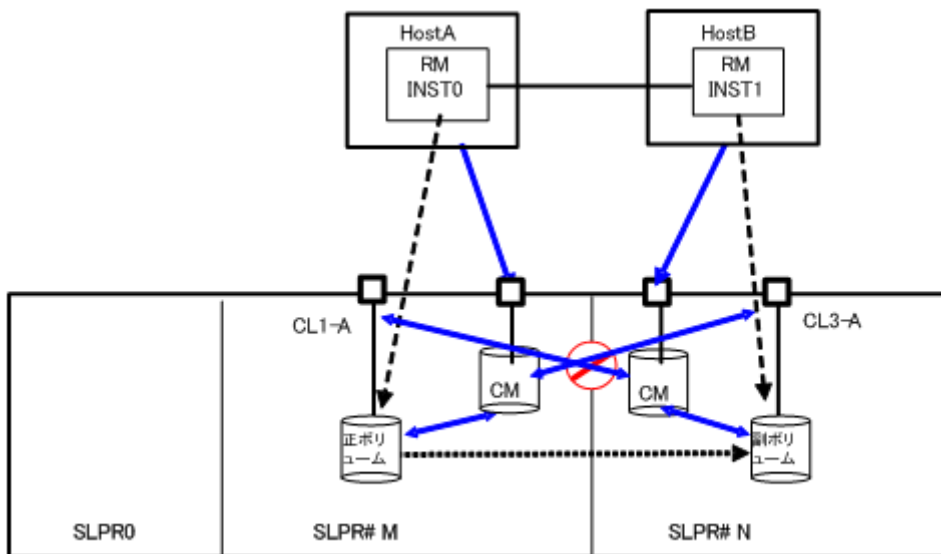 HostA
RM
INST0
HostB
RM
INST1
CL1-A
CL3-A
CM
CM
正ボリ
ューム
副ボリ
ューム
SLPR0
SLPR# M
SLPR# N